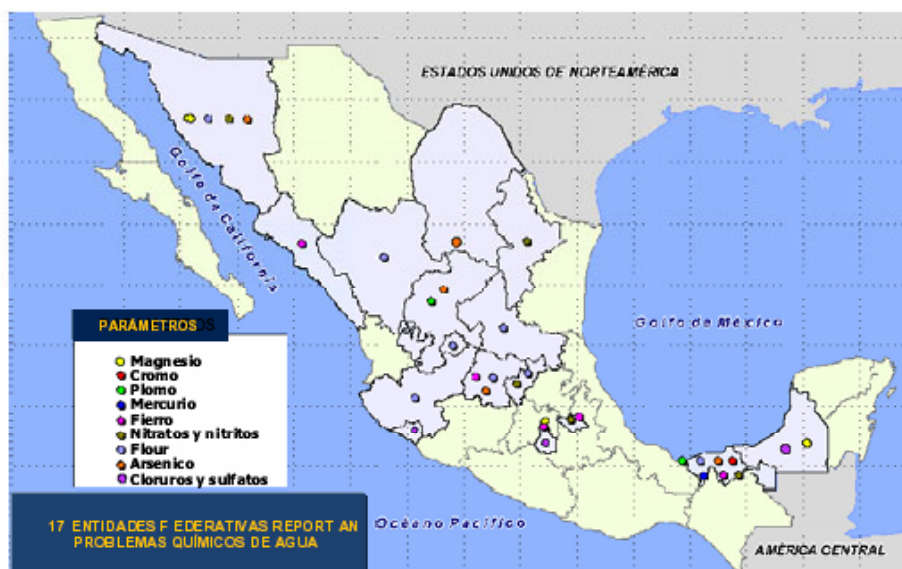 ESTADOS UNIDOS DE NORTEAMÉRICA
Golfo de California
Golfo de México
PARÁMETROS
Magnesio
Cromo
Plomo
Mercurio
Fierro
Nitratos y nitritos
Flour
Arsenico
Cloruros y sulfatos
17 ENTIDADES F EDERATIVAS REPORT AN
PROBLEMAS QUÍMICOS DE AGUA
Océano Pacífico
AMÉRICA CENTRAL